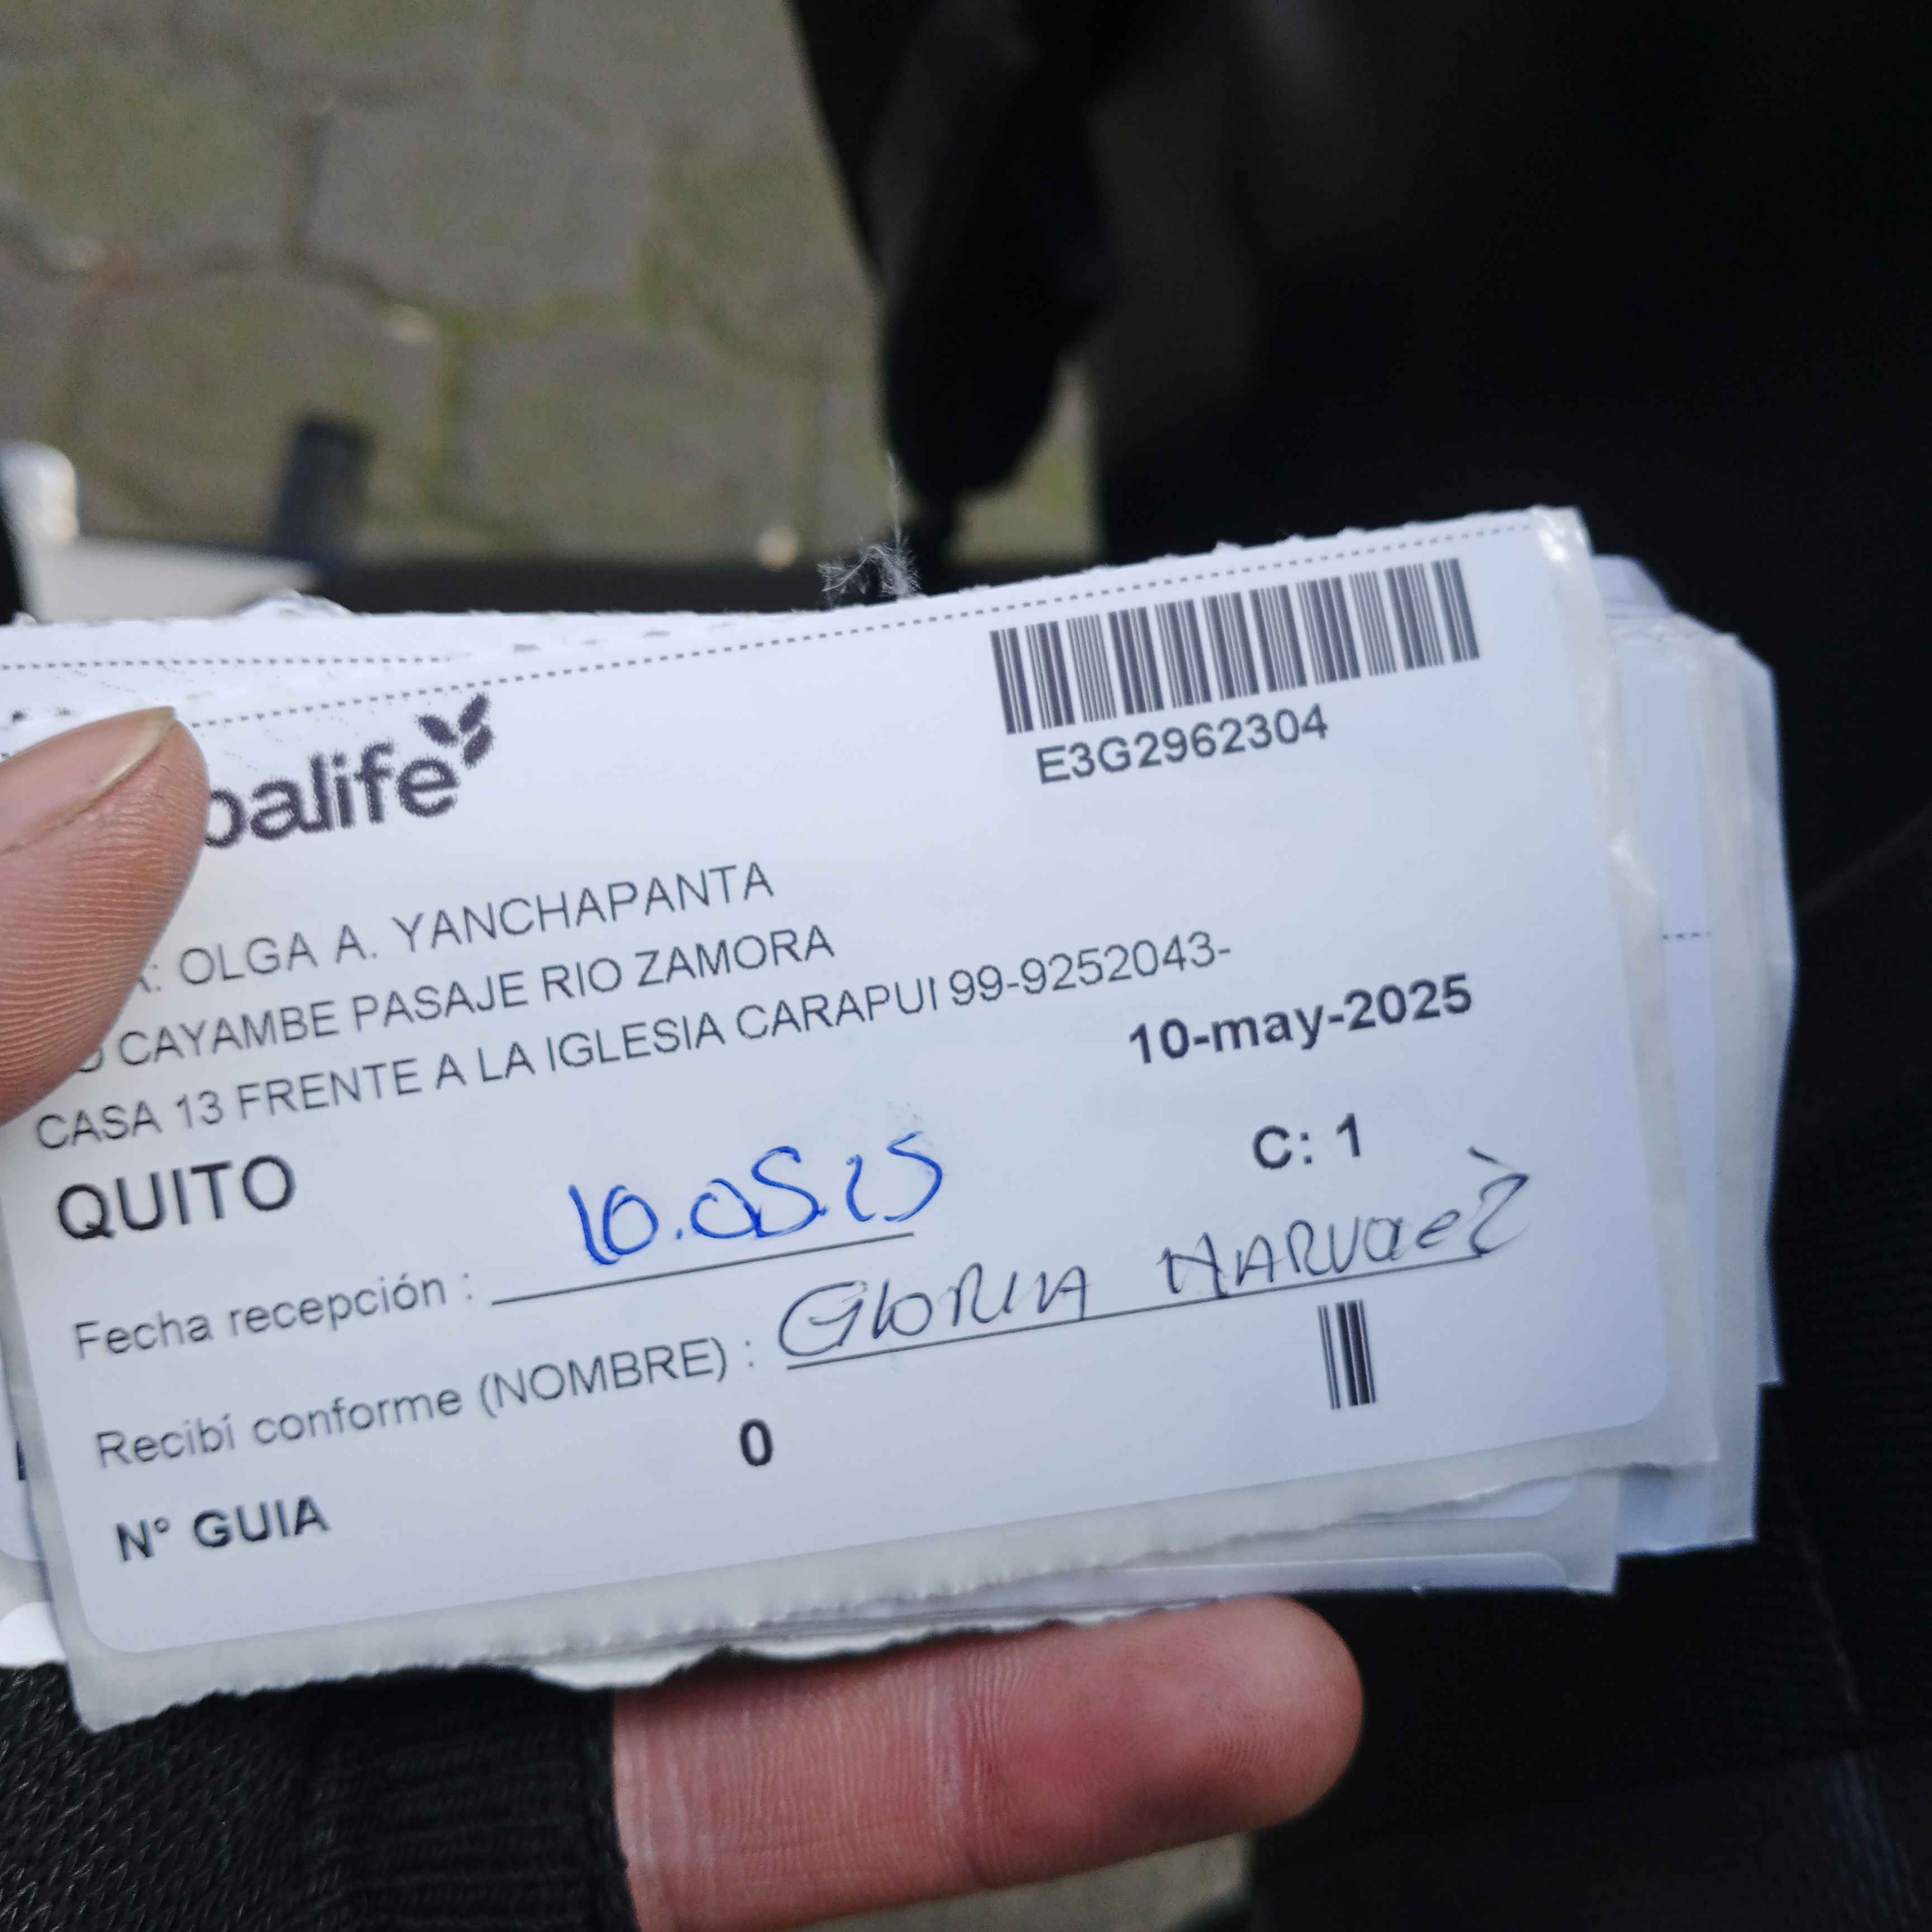 balife
E3G2962304
A: OLGA A. YANCHAPANTA
O CAYAMBE PASAJE RIO ZAMORA
CASA 13 FRENTE A LA IGLESIA CARAPUI 99-9252043-
10-may-2025
QUITO
C: 1
Fecha recepción : 10.05.25
Recibí conforme (NOMBRE) : GLORIA NARVaeZ
N° GUIA 0